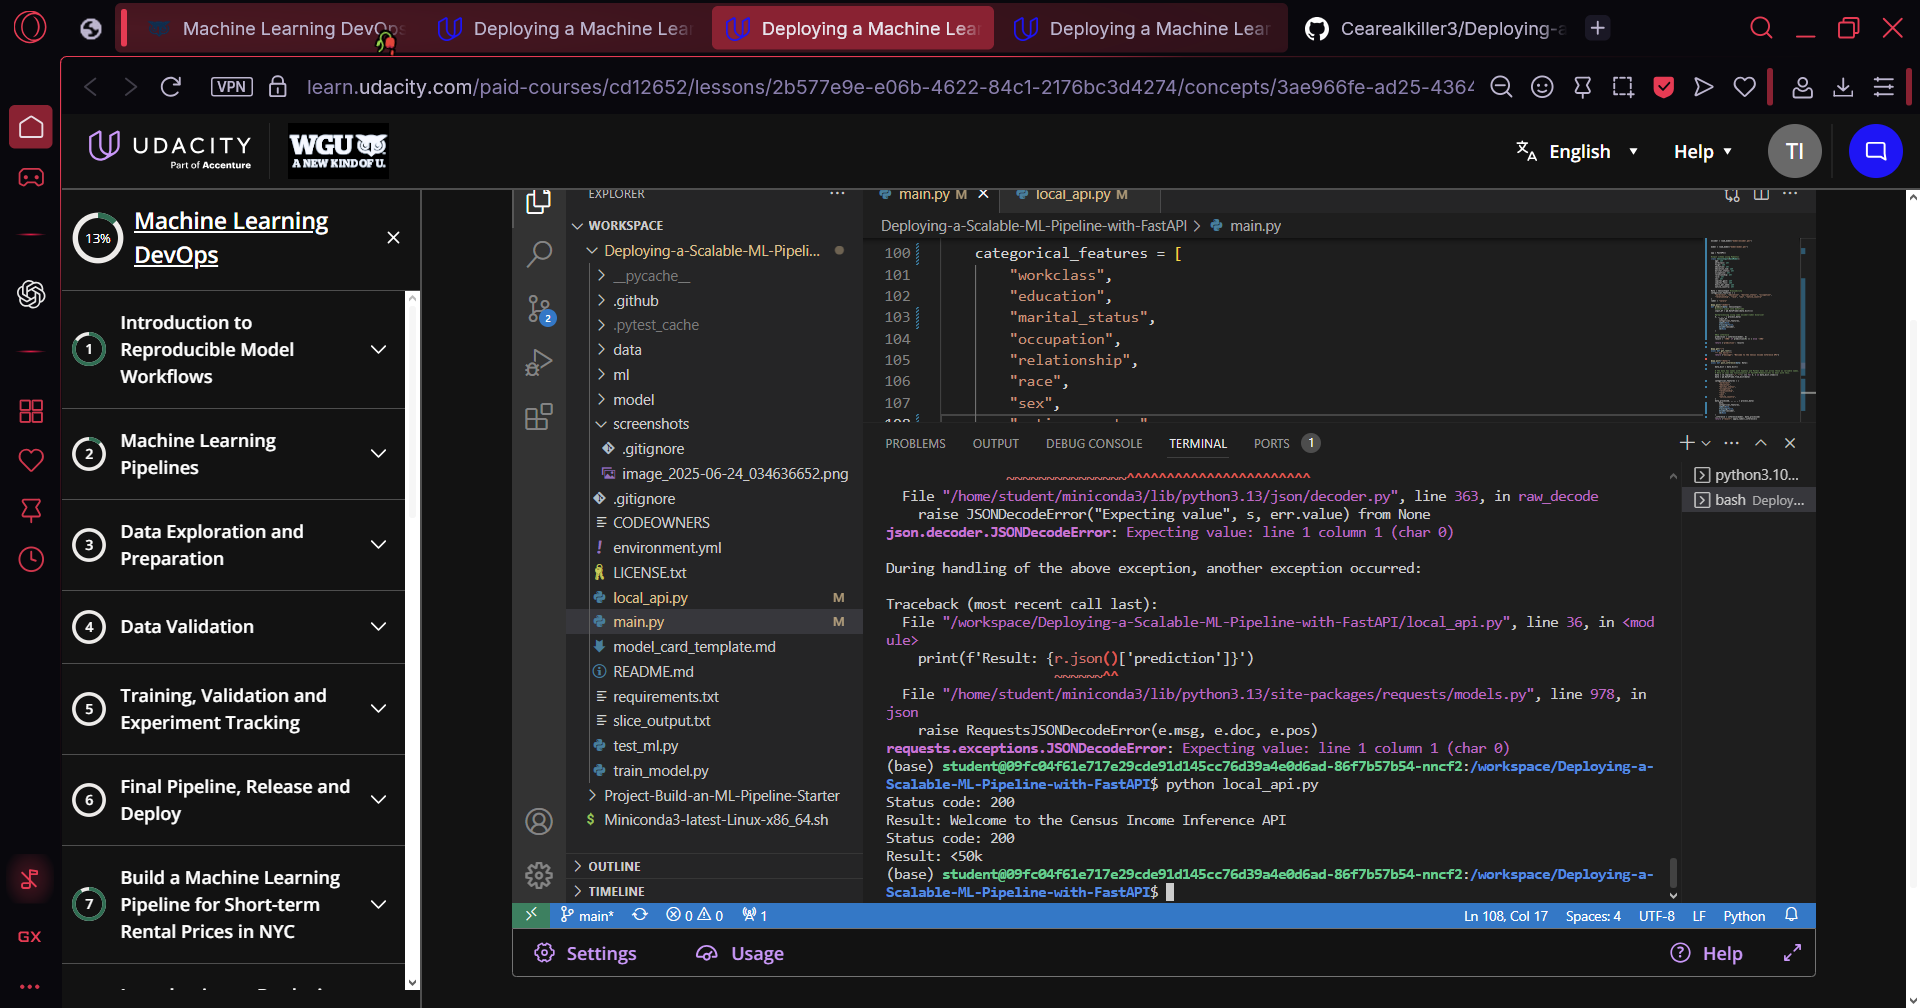 Machine Learning DevOps
Deploying a Machine Lear
Deploying a Machine Lear
Deploying a Machine Lear
Cearealkiller3/Deploying-a
VPN
learn.udacity.com/paid-courses/cd12652/lessons/2b577e9e-e06b-4622-84c1-2176bc3d4274/concepts/3ae966fe-ad25-4364
UDACITY
Part of Accenture
WGU
A NEW KIND OF U.
English
Help
TI
13%
Machine Learning
DevOps
1
Introduction to
Reproducible Model
Workflows
2
Machine Learning
Pipelines
3
Data Exploration and
Preparation
4
Data Validation
5
Training, Validation and
Experiment Tracking
6
Final Pipeline, Release and
Deploy
7
Build a Machine Learning
Pipeline for Short-term
Rental Prices in NYC
GX
EXPLORER
WORKSPACE
Deploying-a-Scalable-ML-Pipeli...
__pycache__
.github
.pytest_cache
data
ml
model
screenshots
.gitignore
image_2025-06-24_034636652.png
.gitignore
CODEOWNERS
environment.yml
LICENSE.txt
local_api.py M
main.py M
model_card_template.md
README.md
requirements.txt
slice_output.txt
test_ml.py
train_model.py
Project-Build-an-ML-Pipeline-Starter
Miniconda3-latest-Linux-x86_64.sh
OUTLINE
TIMELINE
2
main.py M
local_api.py M
Deploying-a-Scalable-ML-Pipeline-with-FastAPI > main.py
100 categorical_features = [
101 "workclass",
102 "education",
103 "marital_status",
104 "occupation",
105 "relationship",
106 "race",
107 "sex",
PROBLEMS OUTPUT DEBUG CONSOLE TERMINAL PORTS 1
python3.10...
bash Deploy...
~~~~~~~~~~~~~~~^^^^^^^^^^^^^^^^^^^^^^^
File "/home/student/miniconda3/lib/python3.13/json/decoder.py", line 363, in raw_decode
raise JSONDecodeError("Expecting value", s, err.value) from None
json.decoder.JSONDecodeError: Expecting value: line 1 column 1 (char 0)
During handling of the above exception, another exception occurred:
Traceback (most recent call last):
File "/workspace/Deploying-a-Scalable-ML-Pipeline-with-FastAPI/local_api.py", line 36, in <mod
ule>
print(f'Result: {r.json()['prediction']}')
~~~~~~^^
File "/home/student/miniconda3/lib/python3.13/site-packages/requests/models.py", line 978, in
json
raise RequestsJSONDecodeError(e.msg, e.doc, e.pos)
requests.exceptions.JSONDecodeError: Expecting value: line 1 column 1 (char 0)
(base) student@09fc04f61e717e29cde91d145cc76d39a4e0d6ad-86f7b57b54-nncf2:/workspace/Deploying-a-
Scalable-ML-Pipeline-with-FastAPI$ python local_api.py
Status code: 200
Result: Welcome to the Census Income Inference API
Status code: 200
Result: <50k
(base) student@09fc04f61e717e29cde91d145cc76d39a4e0d6ad-86f7b57b54-nncf2:/workspace/Deploying-a-
Scalable-ML-Pipeline-with-FastAPI$
main* 0 0 1
Ln 108, Col 17 Spaces: 4 UTF-8 LF Python
Settings
Usage
Help